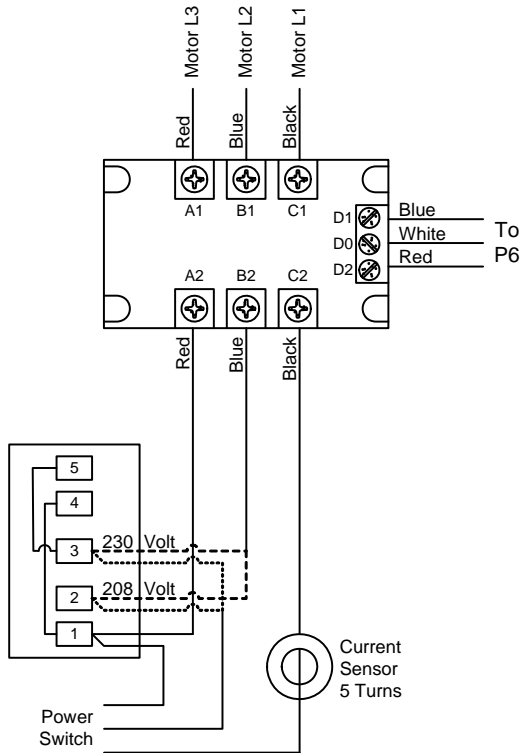 Motor L3
Motor L2
Motor L1
Red
Blue
Black
A1
B1
C1
D1
D0
D2
Blue
White
Red
To
P6
A2
B2
C2
Red
Blue
Black
5
4
3
2
1
230 Volt
208 Volt
Current
Sensor
5 Turns
Power
Switch